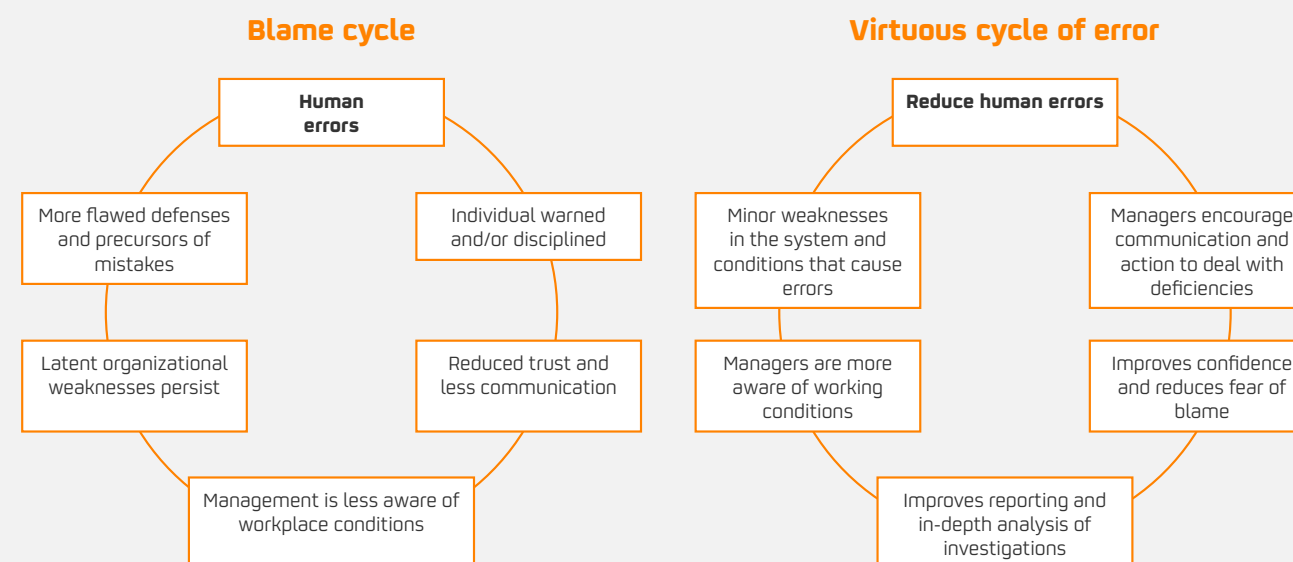 Blame cycle
Human
errors
Individual warned
and/or disciplined
Reduced trust and
less communication
Management is less aware of
workplace conditions
Latent organizational
weaknesses persist
More flawed defenses
and precursors of
mistakes
Virtuous cycle of error
Reduce human errors
Managers encourage
communication and
action to deal with
deficiencies
Improves confidence
and reduces fear of
blame
Improves reporting and
in-depth analysis of
investigations
Managers are more
aware of working
conditions
Minor weaknesses
in the system and
conditions that cause
errors